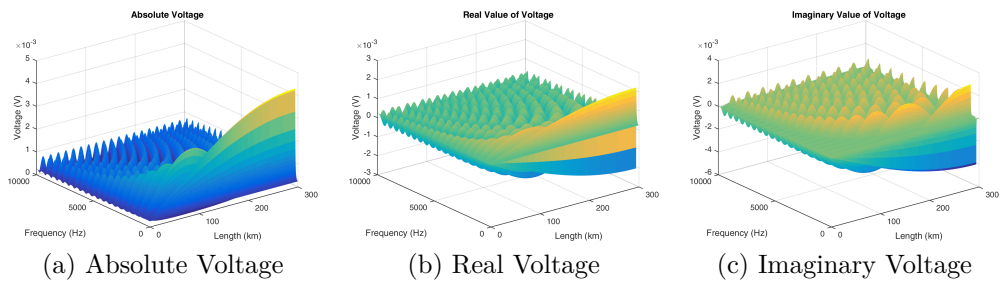 Absolute Voltage
×10⁻³
5
4
3
2
1
0
Voltage (V)
10000
5000
0
Frequency (Hz)
0
100
200
300
Length (km)
(a) Absolute Voltage
Real Value of Voltage
×10⁻³
3
2
1
0
-1
-2
-3
Voltage (V)
10000
5000
0
Frequency (Hz)
0
100
200
300
Length (km)
(b) Real Voltage
Imaginary Value of Voltage
×10⁻³
4
2
0
-2
-4
-6
Voltage (V)
10000
5000
0
Frequency (Hz)
0
100
200
300
Length (km)
(c) Imaginary Voltage